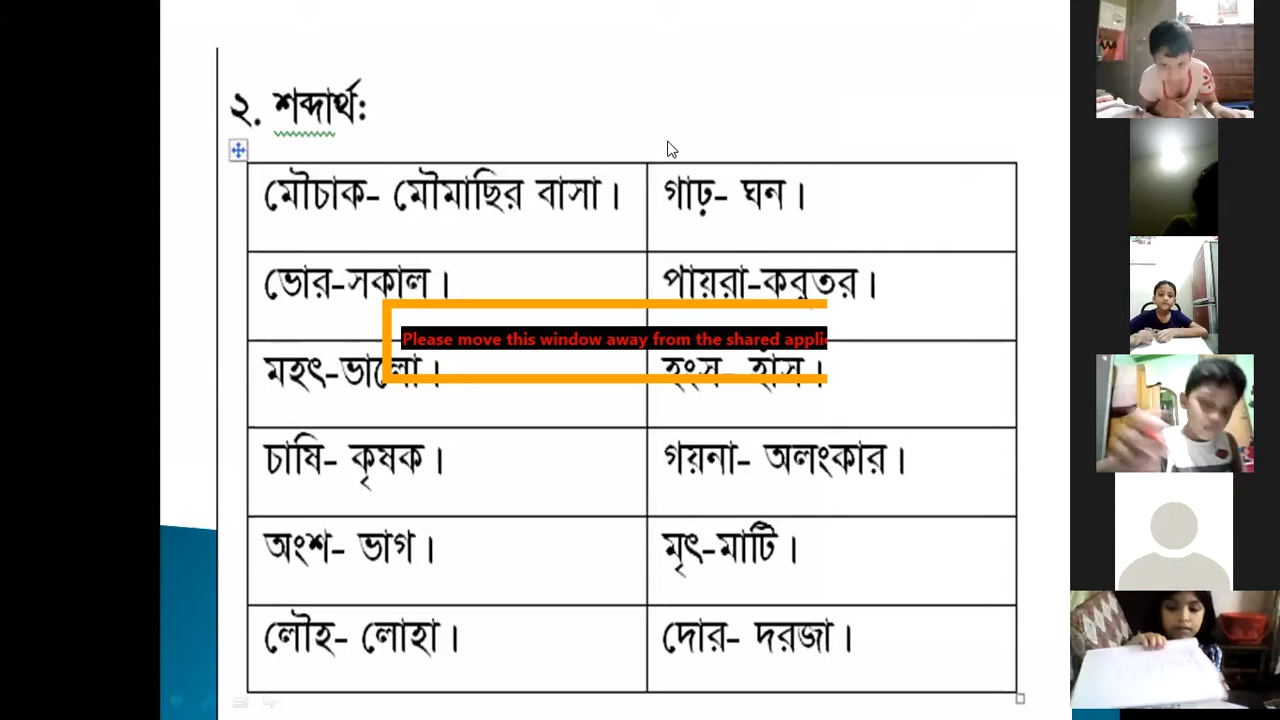 ২. শব্দার্থ:
মৌচাক- মৌমাছির বাসা। গাঢ়- ঘন।
ভোর-সকাল। পায়রা-কবুতর।
Please move this window away from the shared
মহৎ-ভালো। হংস- হাঁস।
চাষি- কৃষক। গয়না- অলংকার।
অংশ- ভাগ। মৃৎ-মাটি।
লৌহ- লোহা। দোর- দরজা।